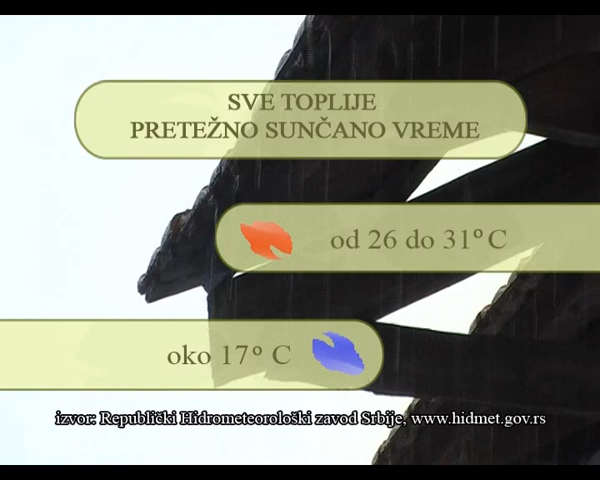 SVE TOPLIJE
PRETEŽNO SUNČANO VREME
od 26 do 31º C
oko 17º C
izvor: Republički Hidrometeorološki zavod Srbije, www.hidmet.gov.rs